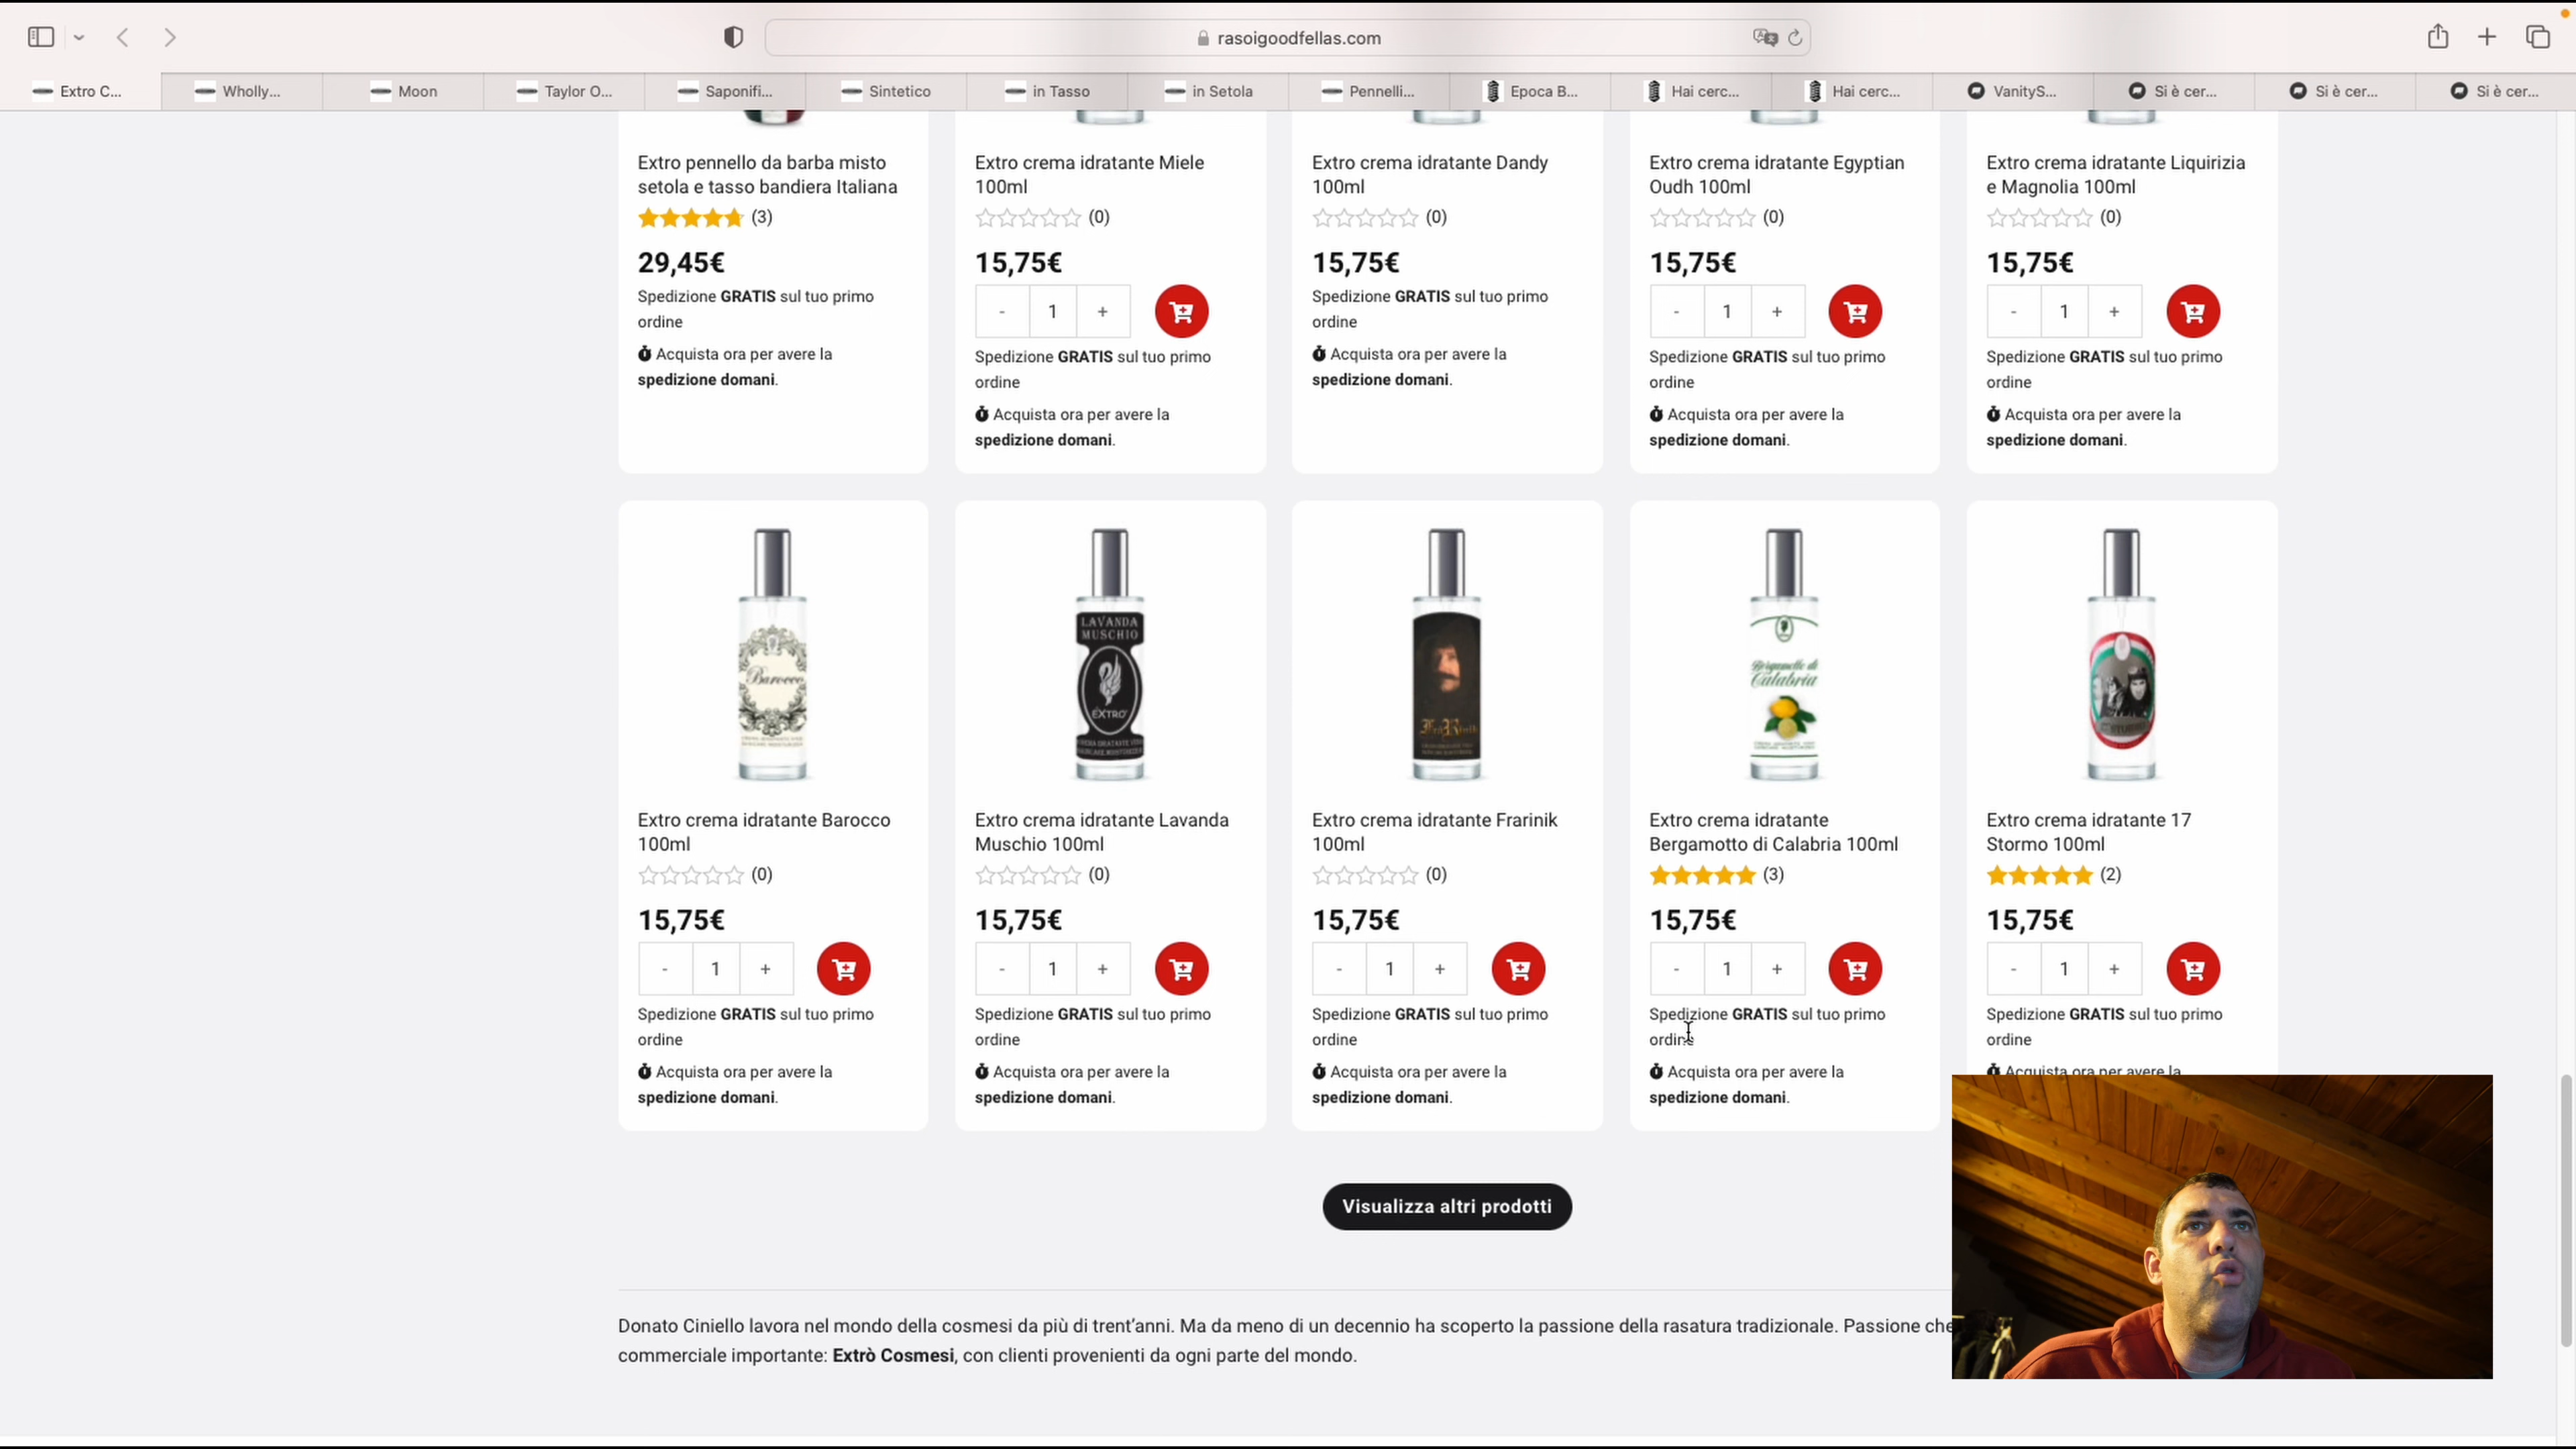 rasoigoodfellas.com
Extro C... Wholly... Moon Taylor O... Saponifi... Sintetico in Tasso in Setola Pennelli... Epoca B... Hai cerc... Hai cerc... VanityS... Si è cer... Si è cer... Si è cer...
Extro pennello da barba misto
setola e tasso bandiera Italiana
(3)
29,45€
Spedizione GRATIS sul tuo primo
ordine
Acquista ora per avere la
spedizione domani.
Extro crema idratante Miele
100ml
(0)
15,75€
- 1 +
Spedizione GRATIS sul tuo primo
ordine
Acquista ora per avere la
spedizione domani.
Extro crema idratante Dandy
100ml
(0)
15,75€
Spedizione GRATIS sul tuo primo
ordine
Acquista ora per avere la
spedizione domani.
Extro crema idratante Egyptian
Oudh 100ml
(0)
15,75€
- 1 +
Spedizione GRATIS sul tuo primo
ordine
Acquista ora per avere la
spedizione domani.
Extro crema idratante Liquirizia
e Magnolia 100ml
(0)
15,75€
- 1 +
Spedizione GRATIS sul tuo primo
ordine
Acquista ora per avere la
spedizione domani.
Barocco
Extro crema idratante Barocco
100ml
(0)
15,75€
- 1 +
Spedizione GRATIS sul tuo primo
ordine
Acquista ora per avere la
spedizione domani.
LAVANDA
MUSCHIO
EXTRO'
Extro crema idratante Lavanda
Muschio 100ml
(0)
15,75€
- 1 +
Spedizione GRATIS sul tuo primo
ordine
Acquista ora per avere la
spedizione domani.
Extro crema idratante Frarinik
100ml
(0)
15,75€
- 1 +
Spedizione GRATIS sul tuo primo
ordine
Acquista ora per avere la
spedizione domani.
Bergamotto di
Calabria
Extro crema idratante
Bergamotto di Calabria 100ml
(3)
15,75€
- 1 +
Spedizione GRATIS sul tuo primo
ordine
Acquista ora per avere la
spedizione domani.
Extro crema idratante 17
Stormo 100ml
(2)
15,75€
- 1 +
Spedizione GRATIS sul tuo primo
ordine
Acquista ora per avere la
Visualizza altri prodotti
Donato Ciniello lavora nel mondo della cosmesi da più di trent'anni. Ma da meno di un decennio ha scoperto la passione della rasatura tradizionale. Passione che
commerciale importante: Extrò Cosmesi, con clienti provenienti da ogni parte del mondo.